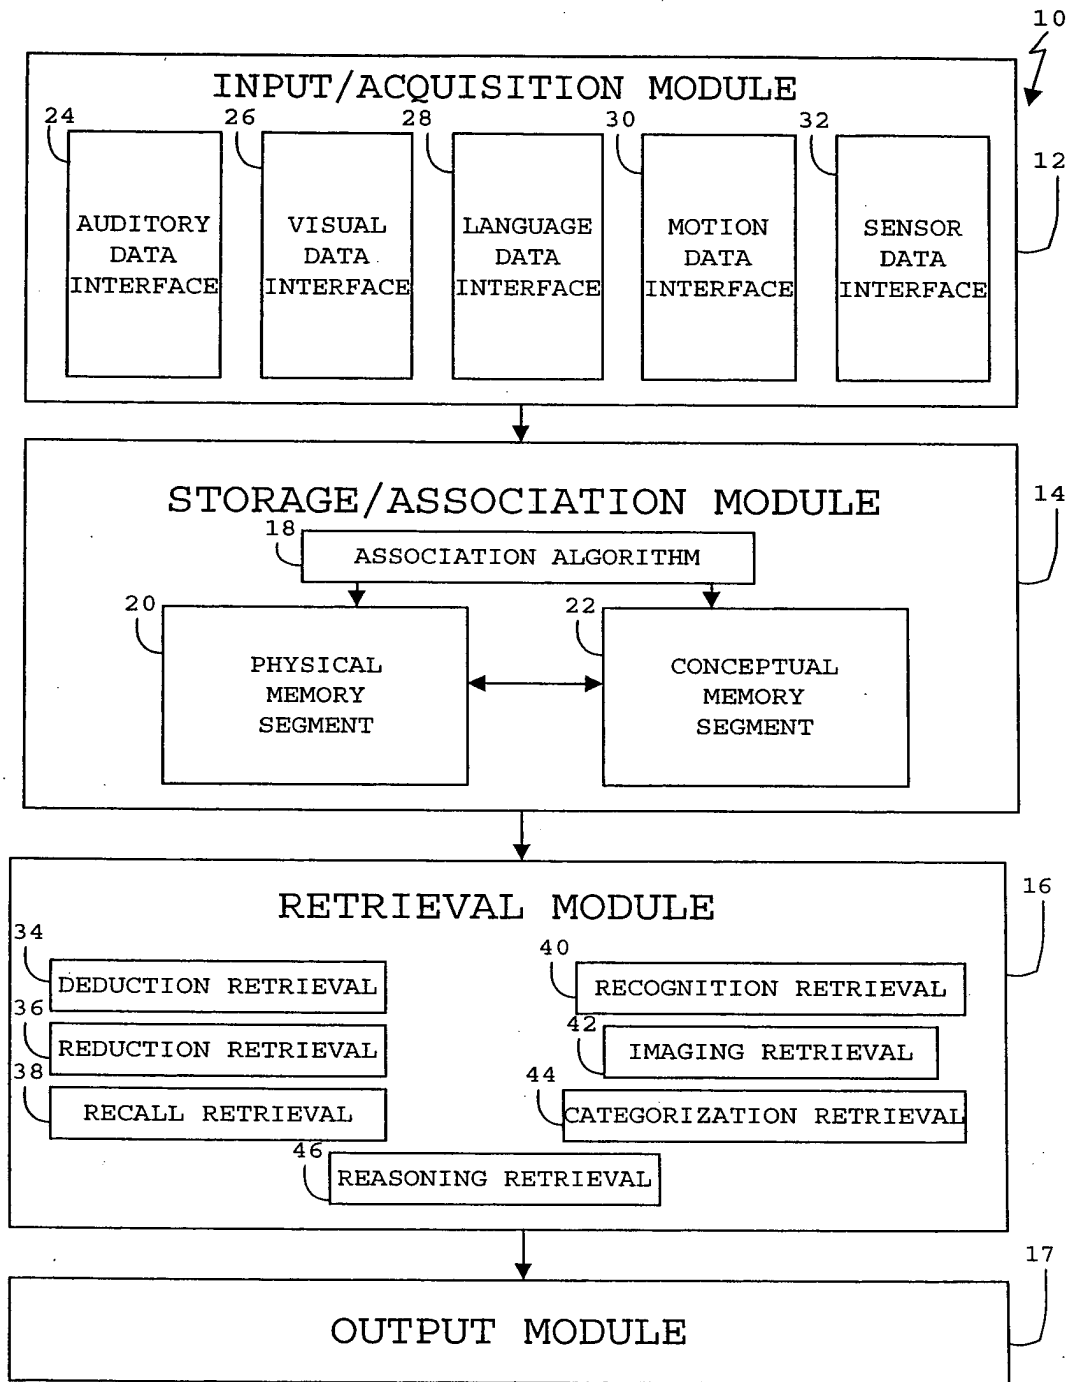 10
INPUT/ACQUISITION MODULE
24
26
28
30
32
12
AUDITORY
DATA
INTERFACE
VISUAL
DATA
INTERFACE
LANGUAGE
DATA
INTERFACE
MOTION
DATA
INTERFACE
SENSOR
DATA
INTERFACE
STORAGE/ASSOCIATION MODULE
14
18
ASSOCIATION ALGORITHM
20
PHYSICAL
MEMORY
SEGMENT
22
CONCEPTUAL
MEMORY
SEGMENT
RETRIEVAL MODULE
16
34
DEDUCTION RETRIEVAL
36
REDUCTION RETRIEVAL
38
RECALL RETRIEVAL
40
RECOGNITION RETRIEVAL
42
IMAGING RETRIEVAL
44
CATEGORIZATION RETRIEVAL
46
REASONING RETRIEVAL
17
OUTPUT MODULE